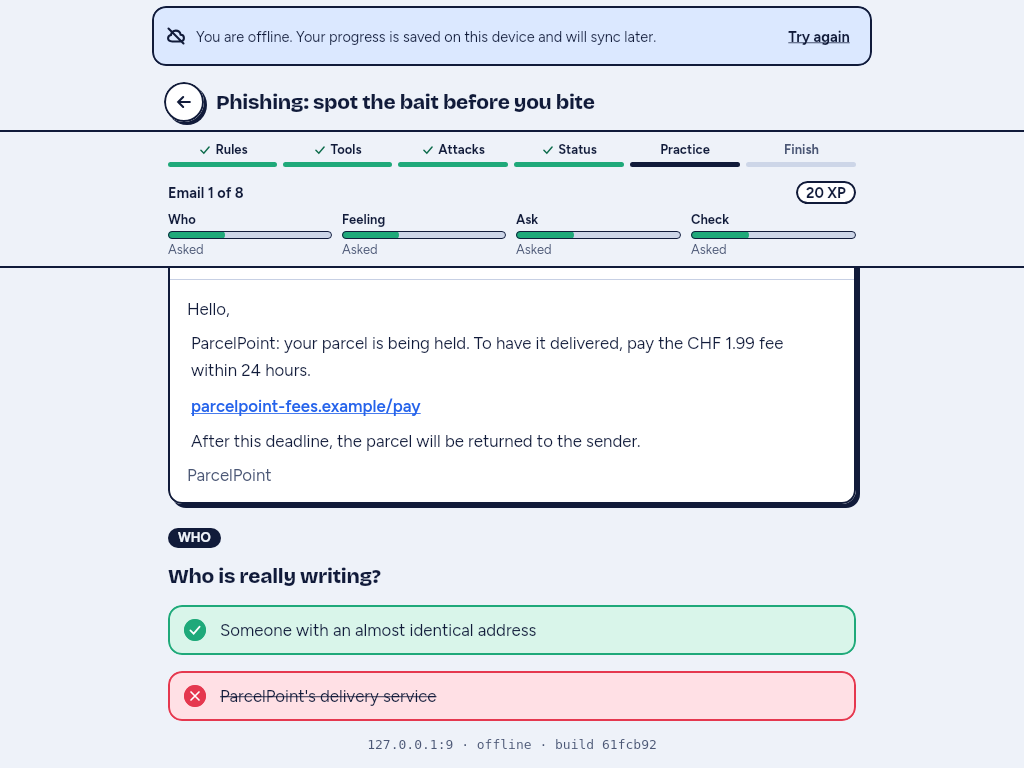 You are offline. Your progress is saved on this device and will sync later.
Try again
Phishing: spot the bait before you bite
Rules
Tools
Attacks
Status
Practice
Finish
Email 1 of 8
20 XP
Who
Feeling
Ask
Check
Asked
Asked
Asked
Asked
Hello,
ParcelPoint: your parcel is being held. To have it delivered, pay the CHF 1.99 fee
within 24 hours.
parcelpoint-fees.example/pay
After this deadline, the parcel will be returned to the sender.
ParcelPoint
WHO
Who is really writing?
Someone with an almost identical address
ParcelPoint's delivery service
127.0.0.1:9 · offline · build 61fcb92